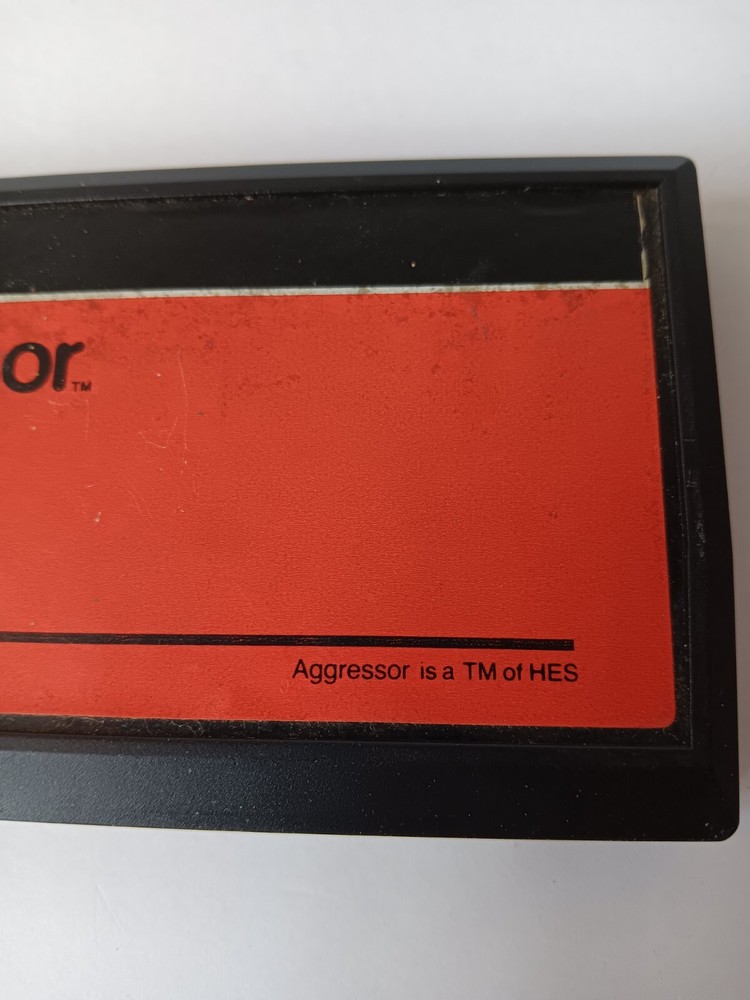 or™
Aggressor is a TM of HES